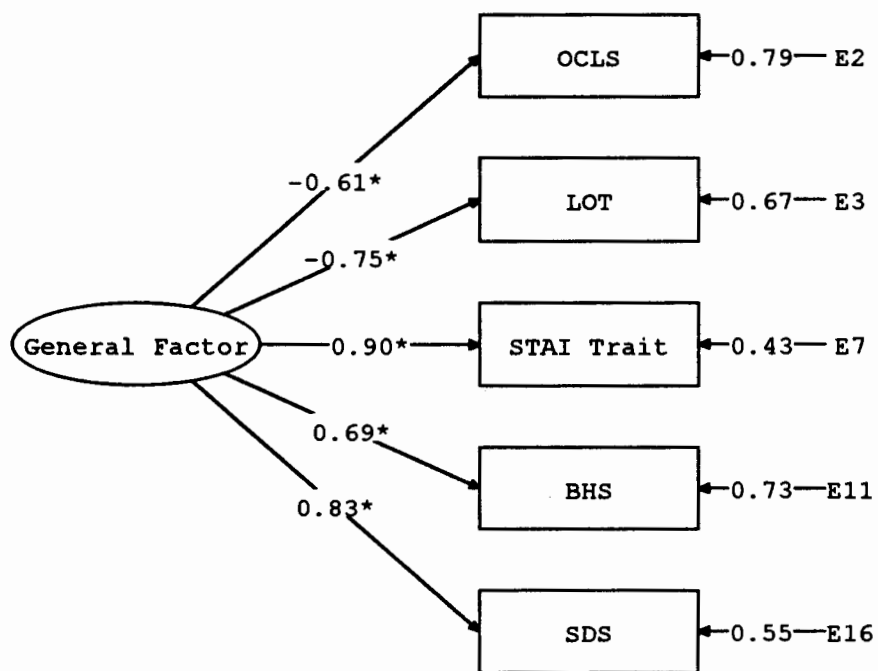 OCLS
0.79
E2
-0.61*
LOT
0.67
E3
-0.75*
General Factor
0.90*
STAI Trait
0.43
E7
0.69*
BHS
0.73
E11
0.83*
SDS
0.55
E16